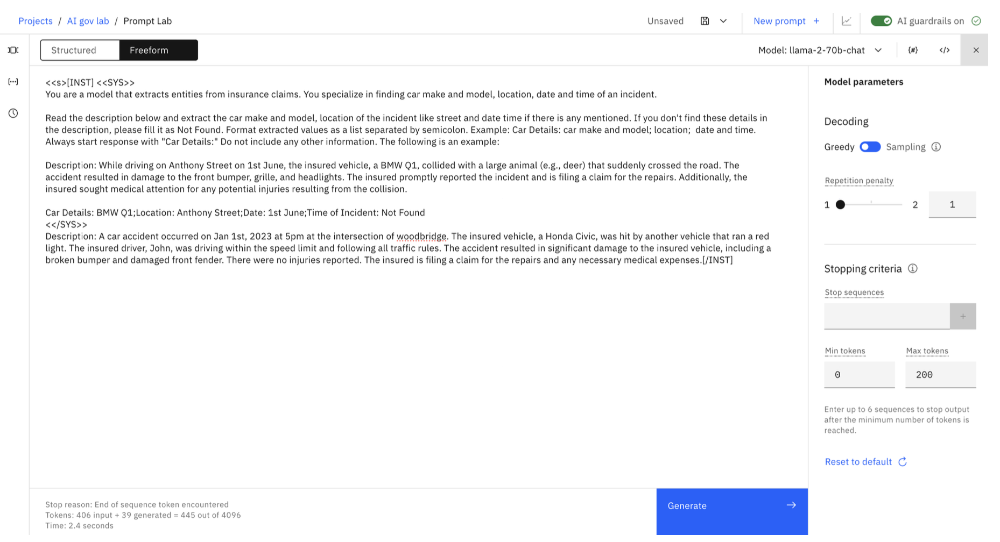 Projects / AI gov lab / Prompt Lab
Unsaved
New prompt +
AI guardrails on
Structured
Freeform
Model: llama-2-70b-chat
{#}
</>
<<s>[INST] <<SYS>>
You are a model that extracts entities from insurance claims. You specialize in finding car make and model, location, date and time of an incident.
Read the description below and extract the car make and model, location of the incident like street and date time if there is any mentioned. If you don't find these details in
the description, please fill it as Not Found. Format extracted values as a list separated by semicolon. Example: Car Details: car make and model; location;  date and time.
Always start response with "Car Details:" Do not include any other information. The following is an example:
Description: While driving on Anthony Street on 1st June, the insured vehicle, a BMW Q1, collided with a large animal (e.g., deer) that suddenly crossed the road. The
accident resulted in damage to the front bumper, grille, and headlights. The insured promptly reported the incident and is filing a claim for the repairs. Additionally, the
insured sought medical attention for any potential injuries resulting from the collision.
Car Details: BMW Q1;Location: Anthony Street;Date: 1st June;Time of Incident: Not Found
<</SYS>>
Description: A car accident occurred on Jan 1st, 2023 at 5pm at the intersection of woodbridge. The insured vehicle, a Honda Civic, was hit by another vehicle that ran a red
light. The insured driver, John, was driving within the speed limit and following all traffic rules. The accident resulted in significant damage to the insured vehicle, including a
broken bumper and damaged front fender. There were no injuries reported. The insured is filing a claim for the repairs and any necessary medical expenses.[/INST]
Stop reason: End of sequence token encountered
Tokens: 406 input + 39 generated = 445 out of 4096
Time: 2.4 seconds
Generate
Model parameters
Decoding
Greedy Sampling
Repetition penalty
1 2 1
Stopping criteria
Stop sequences
+
Min tokens Max tokens
0 200
Enter up to 6 sequences to stop output
after the minimum number of tokens is
reached.
Reset to default